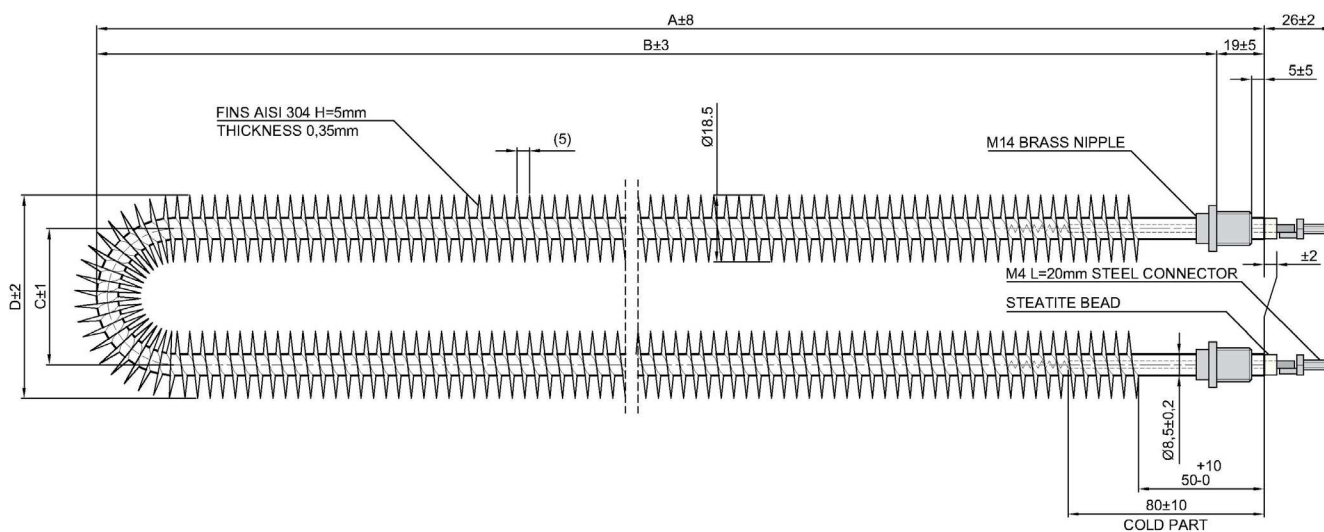 A±8
26±2
B±3
19±5
5±5
FINS AISI 304 H=5mm
THICKNESS 0,35mm
(5)
Ø18.5
M14 BRASS NIPPLE
D±2
C±1
±2
M4 L=20mm STEEL CONNECTOR
STEATITE BEAD
Ø8,5±0,2
+10
50-0
80±10
COLD PART